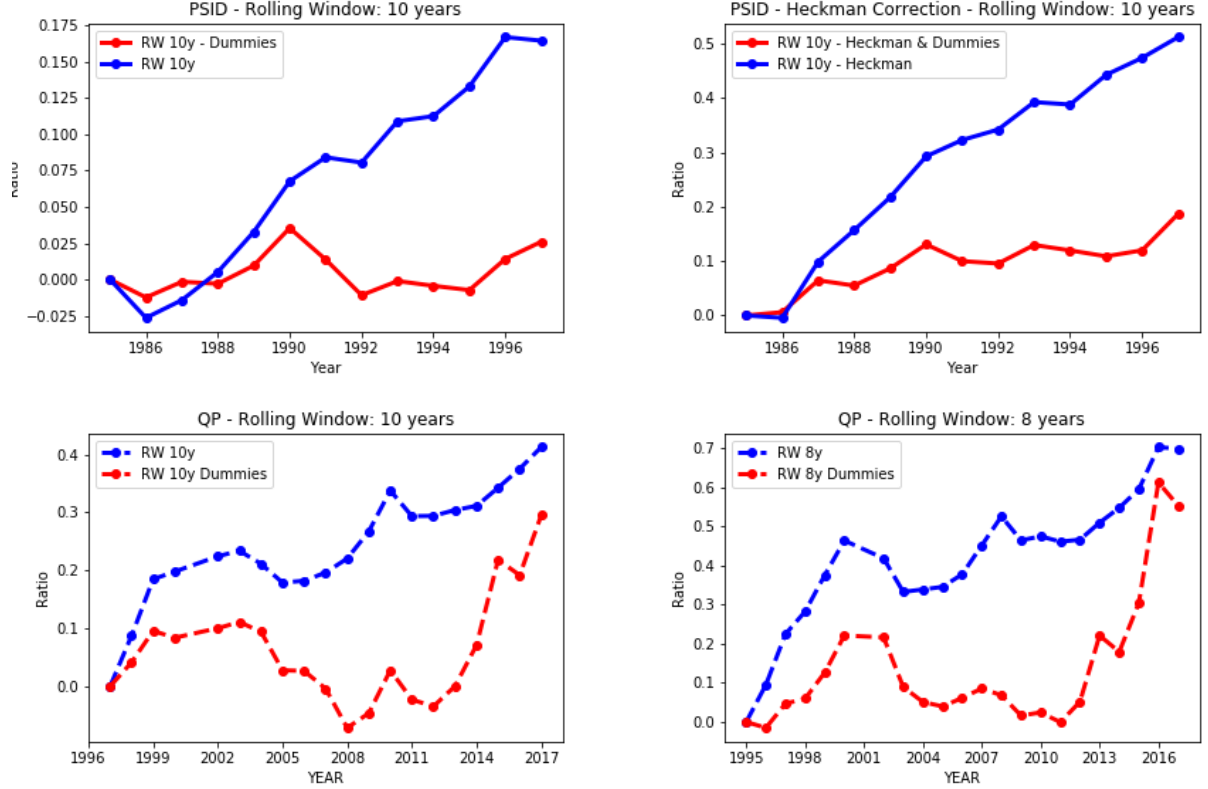 PSID - Rolling Window: 10 years
0.175
0.150
0.125
0.100
0.075
0.050
0.025
0.000
−0.025
RW 10y - Dummies
RW 10y
1986
1988
1990
1992
1994
1996
Year
PSID - Heckman Correction - Rolling Window: 10 years
Ratio
0.5
0.4
0.3
0.2
0.1
0.0
RW 10y - Heckman & Dummies
RW 10y - Heckman
1986
1988
1990
1992
1994
1996
Year
QP - Rolling Window: 10 years
Ratio
0.4
0.3
0.2
0.1
0.0
RW 10y
RW 10y Dummies
1996
1999
2002
2005
2008
2011
2014
2017
YEAR
QP - Rolling Window: 8 years
Ratio
0.7
0.6
0.5
0.4
0.3
0.2
0.1
0.0
RW 8y
RW 8y Dummies
1995
1998
2001
2004
2007
2010
2013
2016
YEAR